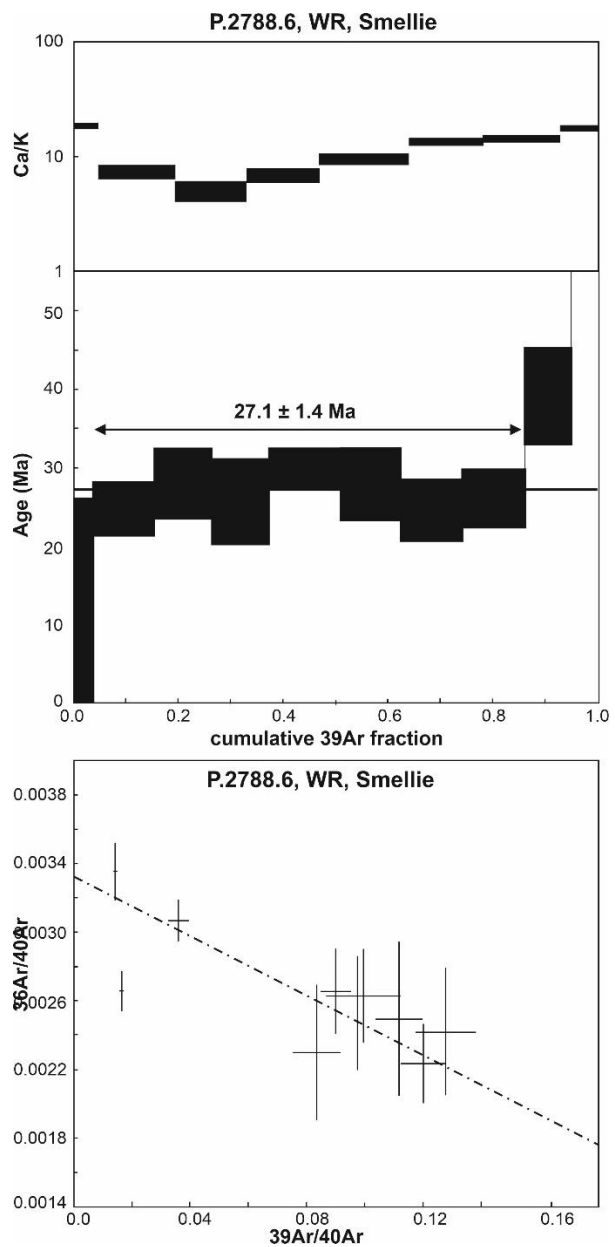 P.2788.6, WR, Smellie
100
10
1
Ca/K
50
40
30
20
10
0
Age (Ma)
27.1 ± 1.4 Ma
0.0 0.2 0.4 0.6 0.8 1.0
cumulative 39Ar fraction
P.2788.6, WR, Smellie
0.0038
0.0034
0.0030
0.0026
0.0022
0.0018
0.0014
36Ar/40Ar
0.0 0.04 0.08 0.12 0.16
39Ar/40Ar